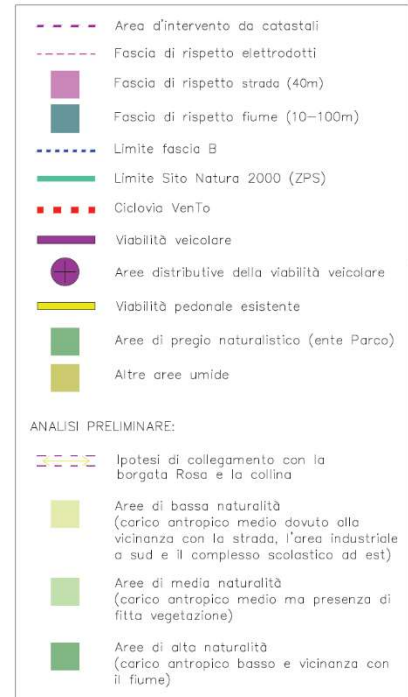 Area d'intervento da catastali
Fascia di rispetto elettrodotti
Fascia di rispetto strada (40m)
Fascia di rispetto fiume (10-100m)
Limite fascia B
Limite Sito Natura 2000 (ZPS)
Ciclovia VenTo
Viabilità veicolare
Aree distributive della viabilità veicolare
Viabilità pedonale esistente
Aree di pregio naturalistico (ente Parco)
Altre aree umide
ANALISI PRELIMINARE:
Ipotesi di collegamento con la
borgata Rosa e la collina
Aree di bassa naturalità
(carico antropico medio dovuto alla
vicinanza con la strada, l'area industriale
a sud e il complesso scolastico ad est)
Aree di media naturalità
(carico antropico medio ma presenza di
fitta vegetazione)
Aree di alta naturalità
(carico antropico basso e vicinanza con
il fiume)